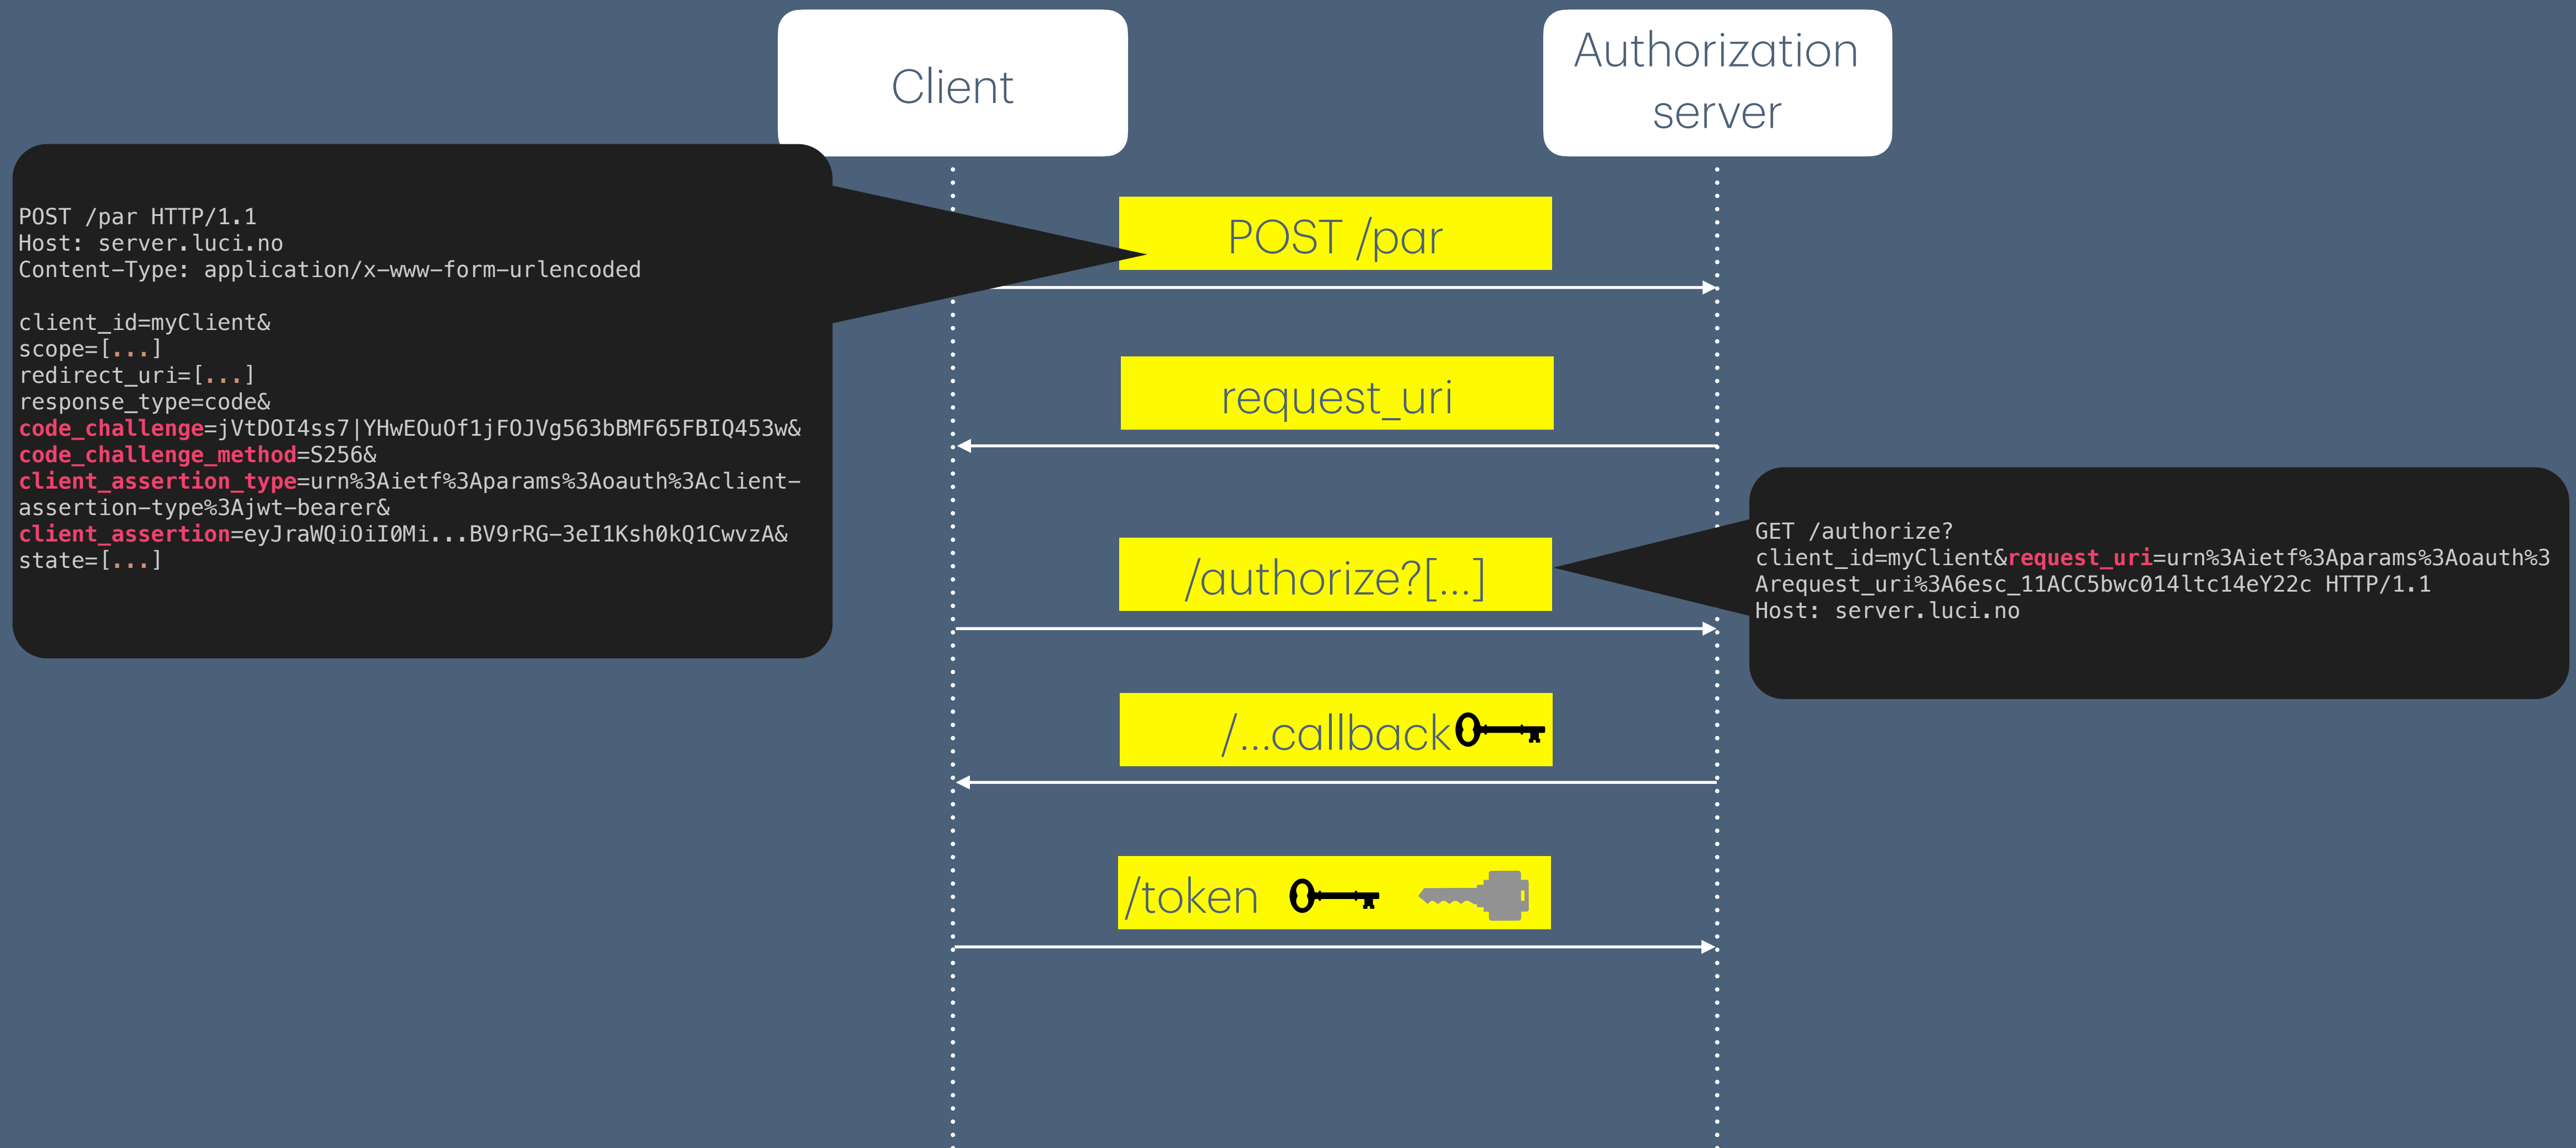 Client
Authorization
server
POST /par HTTP/1.1
Host: server.luci.no
Content-Type: application/x-www-form-urlencoded
client_id=myClient&
scope=[...]
redirect_uri=[...]
response_type=code&
code_challenge=jVtDOI4ss7|YHwEOuOf1jFOJVg563bBMF65FBIQ453w&
code_challenge_method=S256&
client_assertion_type=urn%3Aietf%3Aparams%3Aoauth%3Aclient-
assertion-type%3Ajwt-bearer&
client_assertion=eyJraWQiOiI0Mi...BV9rRG-3eI1Ksh0kQ1CwvzA&
state=[...]
POST /par
request_uri
/authorize?[...]
GET /authorize?
client_id=myClient&request_uri=urn%3Aietf%3Aparams%3Aoauth%3
Arequest_uri%3A6esc_11ACC5bwc014ltc14eY22c HTTP/1.1
Host: server.luci.no
/...callback
/token